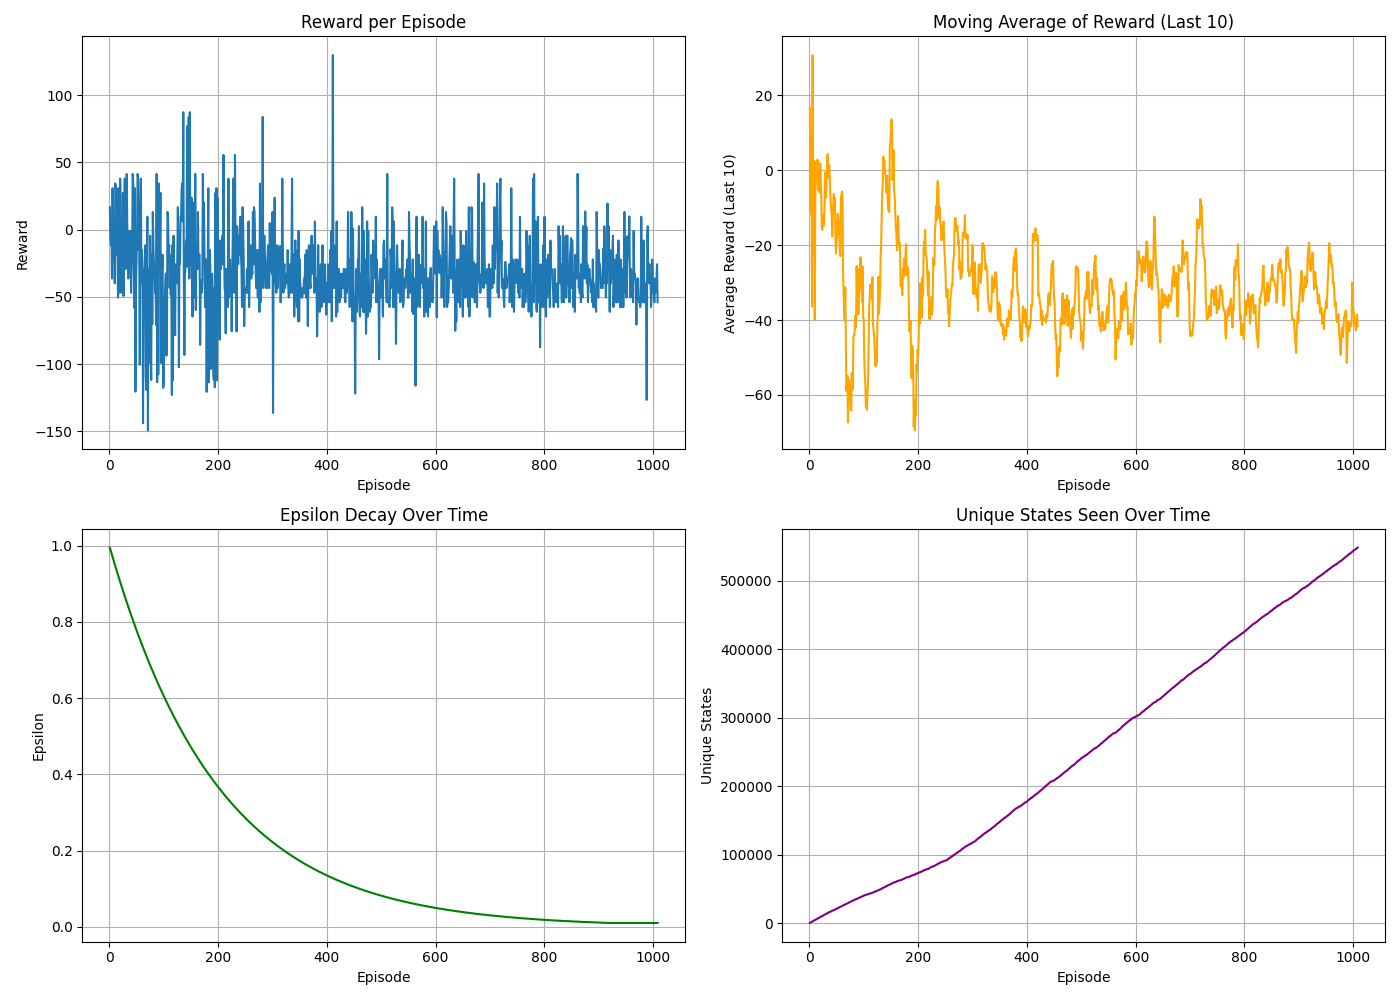 Reward per Episode
Reward
100
50
0
−50
−100
−150
0 200 400 600 800 1000
Episode
Moving Average of Reward (Last 10)
Average Reward (Last 10)
20
0
−20
−40
−60
0 200 400 600 800 1000
Episode
Epsilon Decay Over Time
Epsilon
1.0
0.8
0.6
0.4
0.2
0.0
0 200 400 600 800 1000
Episode
Unique States Seen Over Time
Unique States
500000
400000
300000
200000
100000
0
0 200 400 600 800 1000
Episode